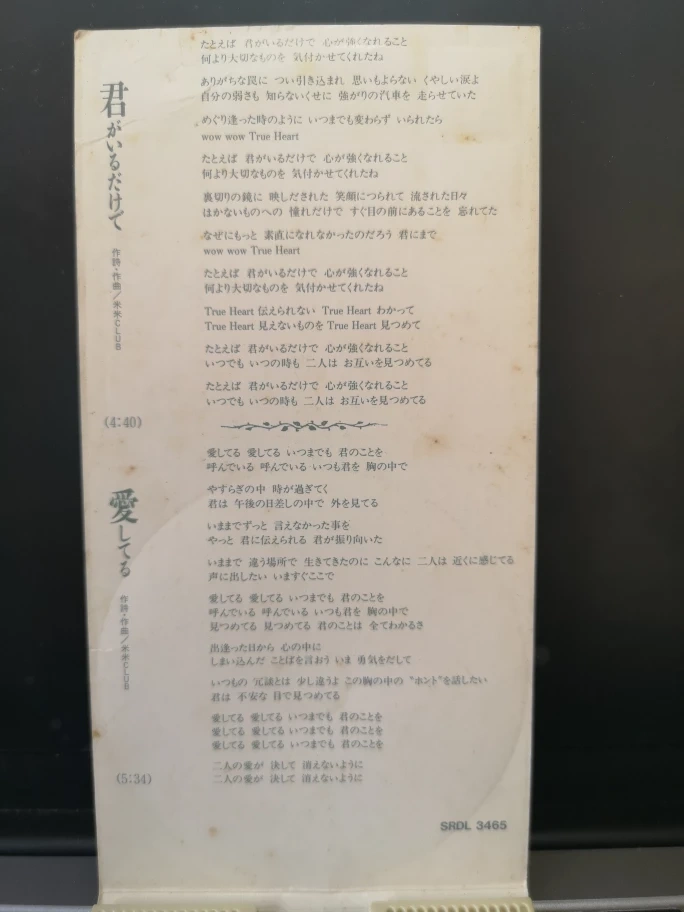 君がいるだけで
作詩・作曲／米米CLUB
(4:40)
たとえば 君がいるだけで 心が強くなれること
何より大切なものを 気付かせてくれたね
ありがちな罠に つい引き込まれ 思いもよらない くやしい涙よ
自分の弱さも 知らないくせに 強がりの汽車を 走らせていた
めぐり逢った時のように いつまでも変わらず いられたら
wow wow True Heart
たとえば 君がいるだけで 心が強くなれること
何より大切なものを 気付かせてくれたね
裏切りの鏡に 映しだされた 笑顔につられて 流された日々
はかないものへの 憧れだけで すぐ目の前にあることを 忘れてた
なぜにもっと 素直になれなかったのだろう 君にまで
wow wow True Heart
たとえば 君がいるだけで 心が強くなれること
何より大切なものを 気付かせてくれたね
True Heart 伝えられない True Heart わかって
True Heart 見えないものを True Heart 見つめて
たとえば 君がいるだけで 心が強くなれること
いつでも いつの時も 二人は お互いを見つめてる
たとえば 君がいるだけで 心が強くなれること
いつでも いつの時も 二人は お互いを見つめてる
愛してる
作詩・作曲／米米CLUB
(5:34)
愛してる 愛してる いつまでも 君のことを
呼んでいる 呼んでいる いつも君を 胸の中で
やすらぎの中 時が過ぎてく
君は 午後の日差しの中で 外を見てる
いままでずっと 言えなかった事を
やっと 君に伝えられる 君が振り向いた
いままで 違う場所で 生きてきたのに こんなに 二人は 近くに感じてる
声に出したい いますぐここで
愛してる 愛してる いつまでも 君のことを
呼んでいる 呼んでいる いつも君を 胸の中で
見つめてる 見つめてる 君のことは 全てわかるさ
出逢った日から 心の中に
しまい込んだ ことばを言おう いま 勇気をだして
いつもの 冗談とは 少し違うよ この胸の中の "ホント"を話したい
君は 不安な 目で見つめてる
愛してる 愛してる いつまでも 君のことを
愛してる 愛してる いつまでも 君のことを
愛してる 愛してる いつまでも 君のことを
二人の愛が 決して 消えないように
二人の愛が 決して 消えないように
SRDL 3465